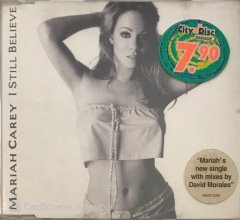 MARIAH CAREY I STILL BELIEVE
City Disc
7.90
"Mariah's
new single
with mixes by
David Morales"